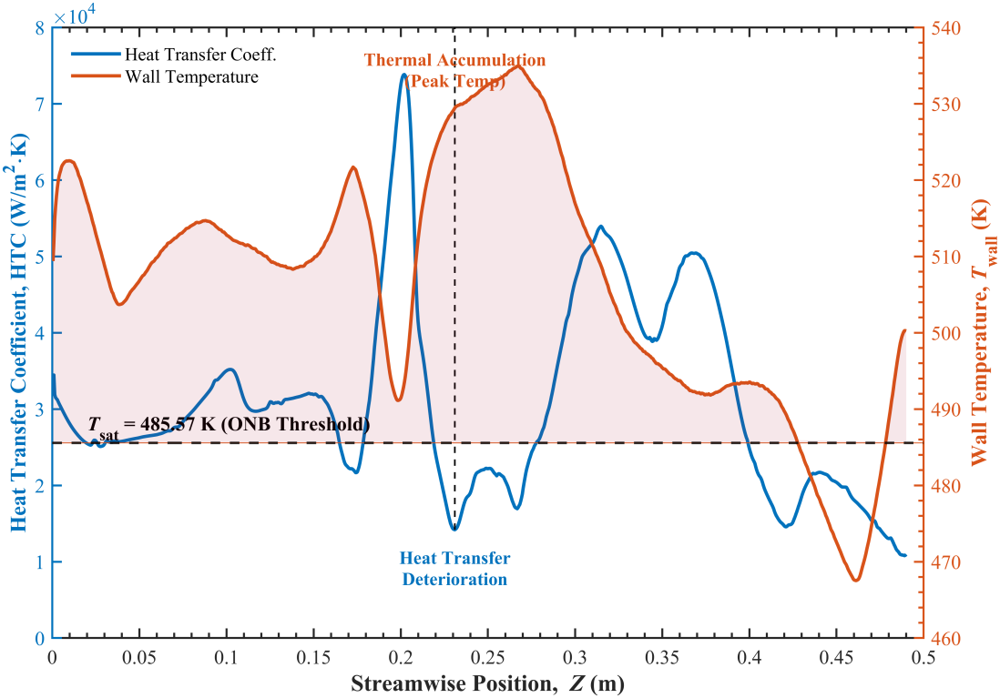 ×10⁴
8
7
6
5
4
3
2
1
0
Heat Transfer Coefficient, HTC (W/m²·K)
Heat Transfer Coeff.
Wall Temperature
Thermal Accumulation
(Peak Temp)
T_sat = 485.57 K (ONB Threshold)
Heat Transfer
Deterioration
540
530
520
510
500
490
480
470
460
Wall Temperature, T_wall (K)
0 0.05 0.1 0.15 0.2 0.25 0.3 0.35 0.4 0.45 0.5
Streamwise Position, Z (m)